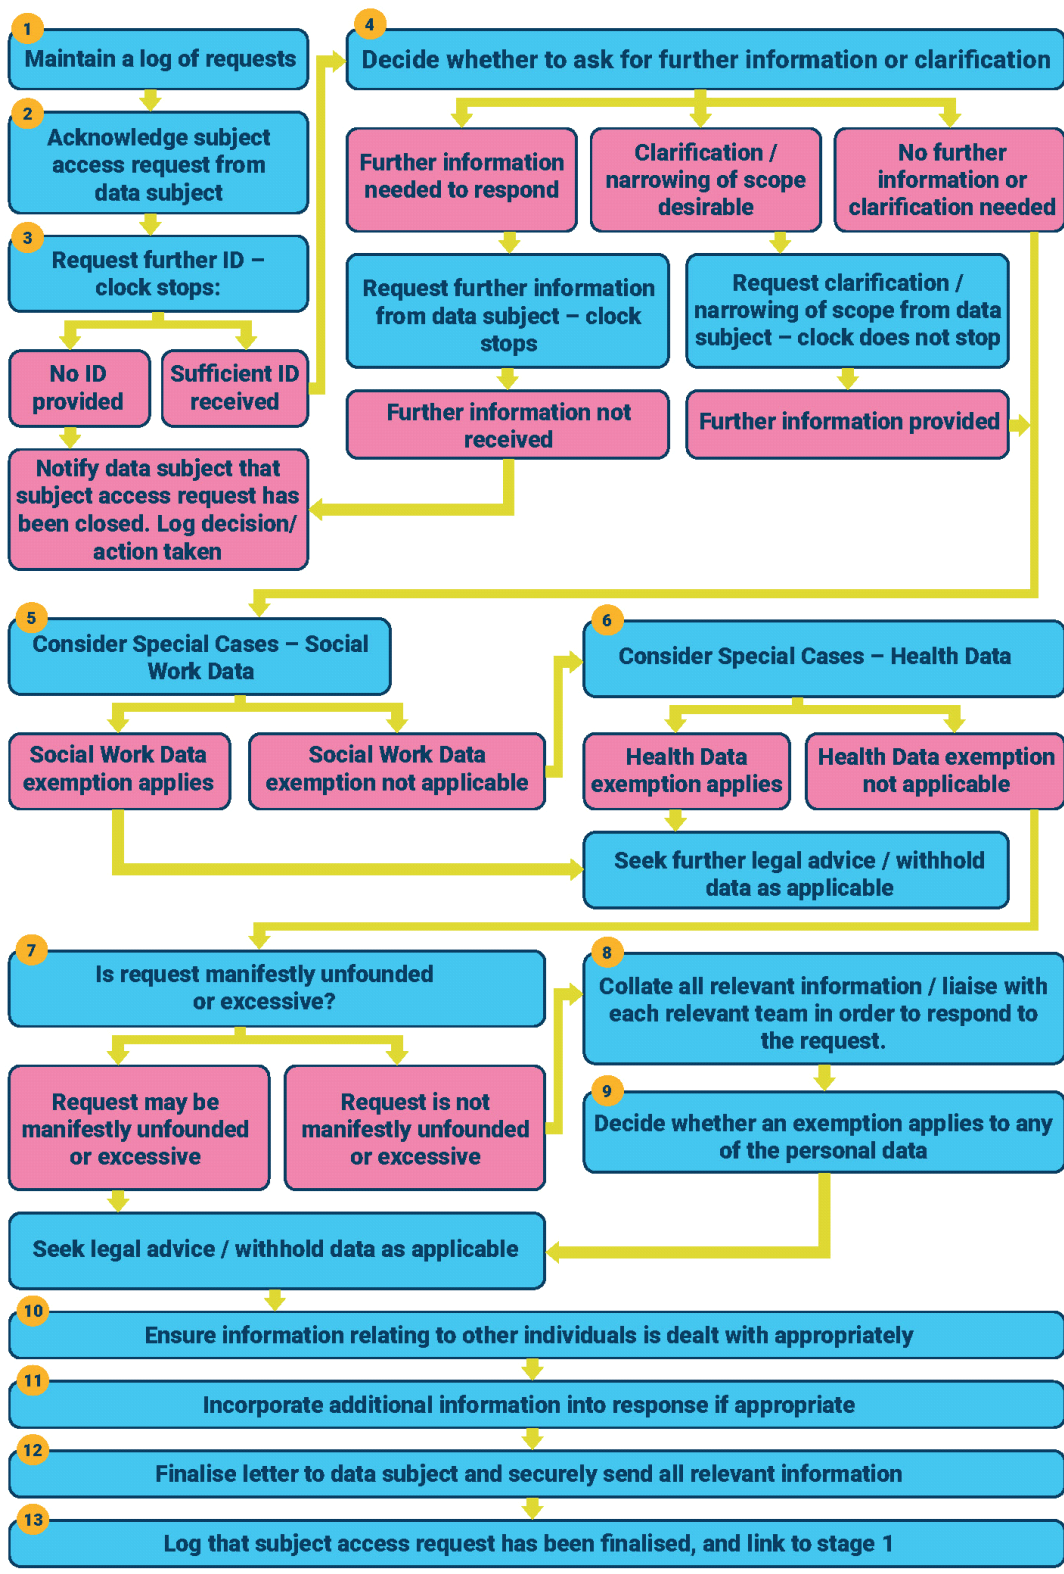 1
Maintain a log of requests
2
Acknowledge subject
access request from
data subject
3
Request further ID –
clock stops:
No ID
provided
Sufficient ID
received
Notify data subject that
subject access request has
been closed. Log decision/
action taken
4
Decide whether to ask for further information or clarification
Further information
needed to respond
Clarification /
narrowing of scope
desirable
No further
information or
clarification needed
Request further information
from data subject – clock
stops
Request clarification /
narrowing of scope from data
subject – clock does not stop
Further information not
received
Further information provided
5
Consider Special Cases – Social
Work Data
Social Work Data
exemption applies
Social Work Data
exemption not applicable
6
Consider Special Cases – Health Data
Health Data
exemption applies
Health Data exemption
not applicable
Seek further legal advice / withhold
data as applicable
7
Is request manifestly unfounded
or excessive?
Request may be
manifestly unfounded
or excessive
Request is not
manifestly unfounded
or excessive
8
Collate all relevant information / liaise with
each relevant team in order to respond to
the request.
9
Decide whether an exemption applies to any
of the personal data
Seek legal advice / withhold data as applicable
10
Ensure information relating to other individuals is dealt with appropriately
11
Incorporate additional information into response if appropriate
12
Finalise letter to data subject and securely send all relevant information
13
Log that subject access request has been finalised, and link to stage 1